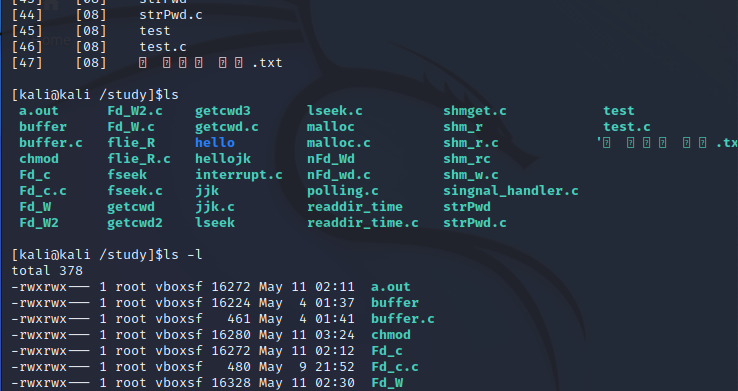 [44] [08] strPwd.c
[45] [08] test
[46] [08] test.c
[47] [08] .txt
[kali@kali /study]$ls
a.out Fd_W2.c getcwd3 lseek.c shmget.c test
buffer Fd_W.c getcwd.c malloc shm_r test.c
buffer.c flie_R hello malloc.c shm_r.c
chmod flie_R.c hellojk nFd_Wd shm_rc
Fd_c fseek interrupt.c nFd_wd.c shm_w.c
Fd_c.c fseek.c jjk polling.c singnal_handler.c
Fd_W getcwd jjk.c readdir_time strPwd
Fd_W2 getcwd2 lseek readdir_time.c strPwd.c
[kali@kali /study]$ls -l
total 378
-rwxrwx--- 1 root vboxsf 16272 May 11 02:11 a.out
-rwxrwx--- 1 root vboxsf 16224 May 4 01:37 buffer
-rwxrwx--- 1 root vboxsf 461 May 4 01:41 buffer.c
-rwxrwx--- 1 root vboxsf 16280 May 11 03:24 chmod
-rwxrwx--- 1 root vboxsf 16272 May 11 02:12 Fd_c
-rwxrwx--- 1 root vboxsf 480 May 9 21:52 Fd_c.c
-rwxrwx--- 1 root vboxsf 16328 May 11 02:30 Fd_W